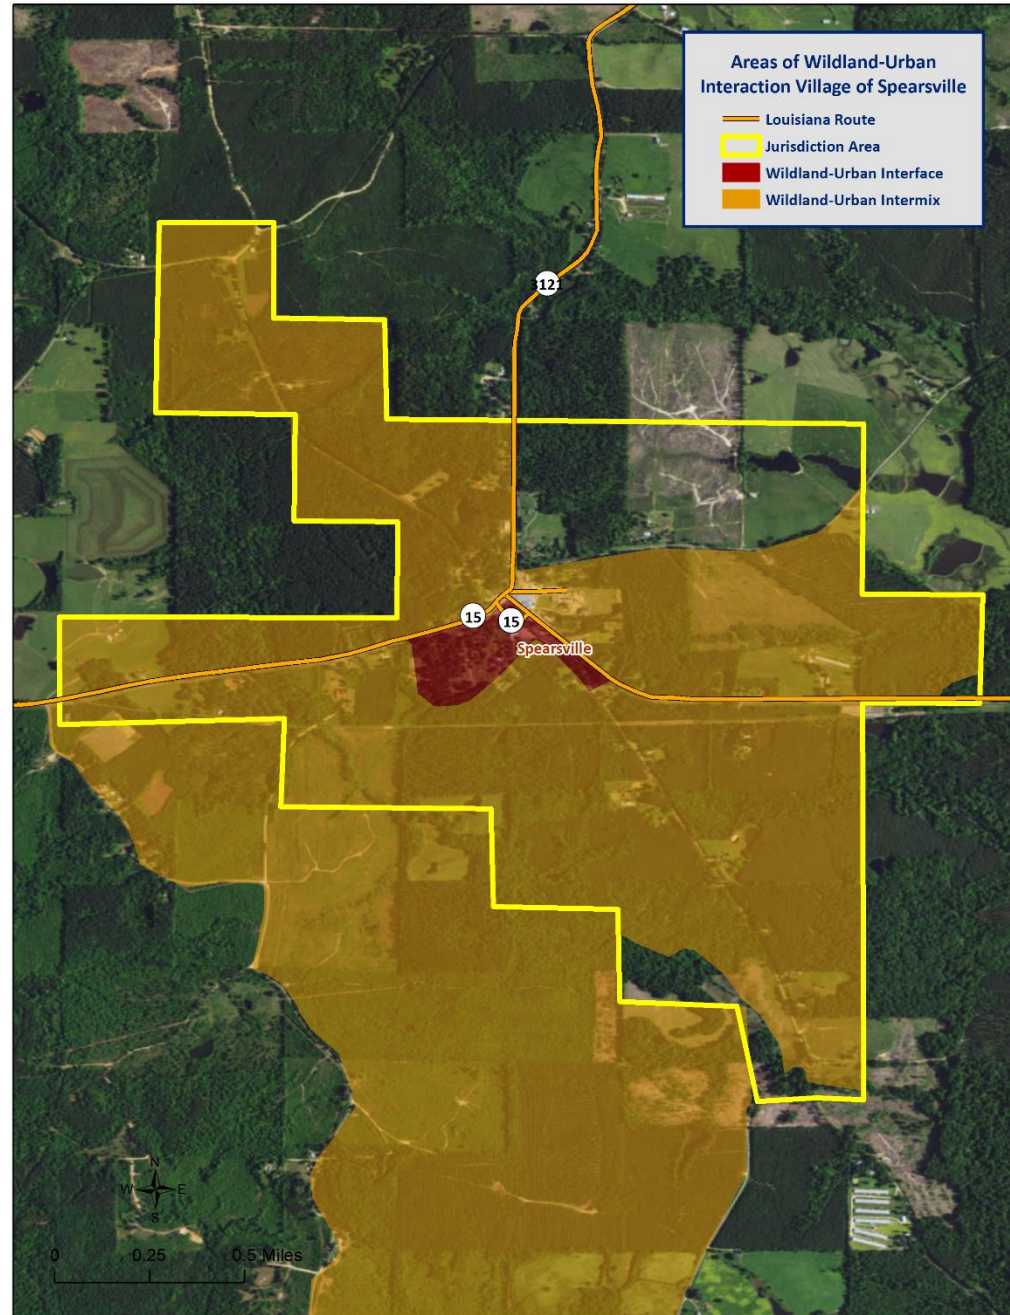 Areas of Wildland-Urban
Interaction Village of Spearsville
Louisiana Route
Jurisdiction Area
Wildland-Urban Interface
Wildland-Urban Intermix
3121
15
15
Spearsville
N
W E
S
0 0.25 0.5 Miles